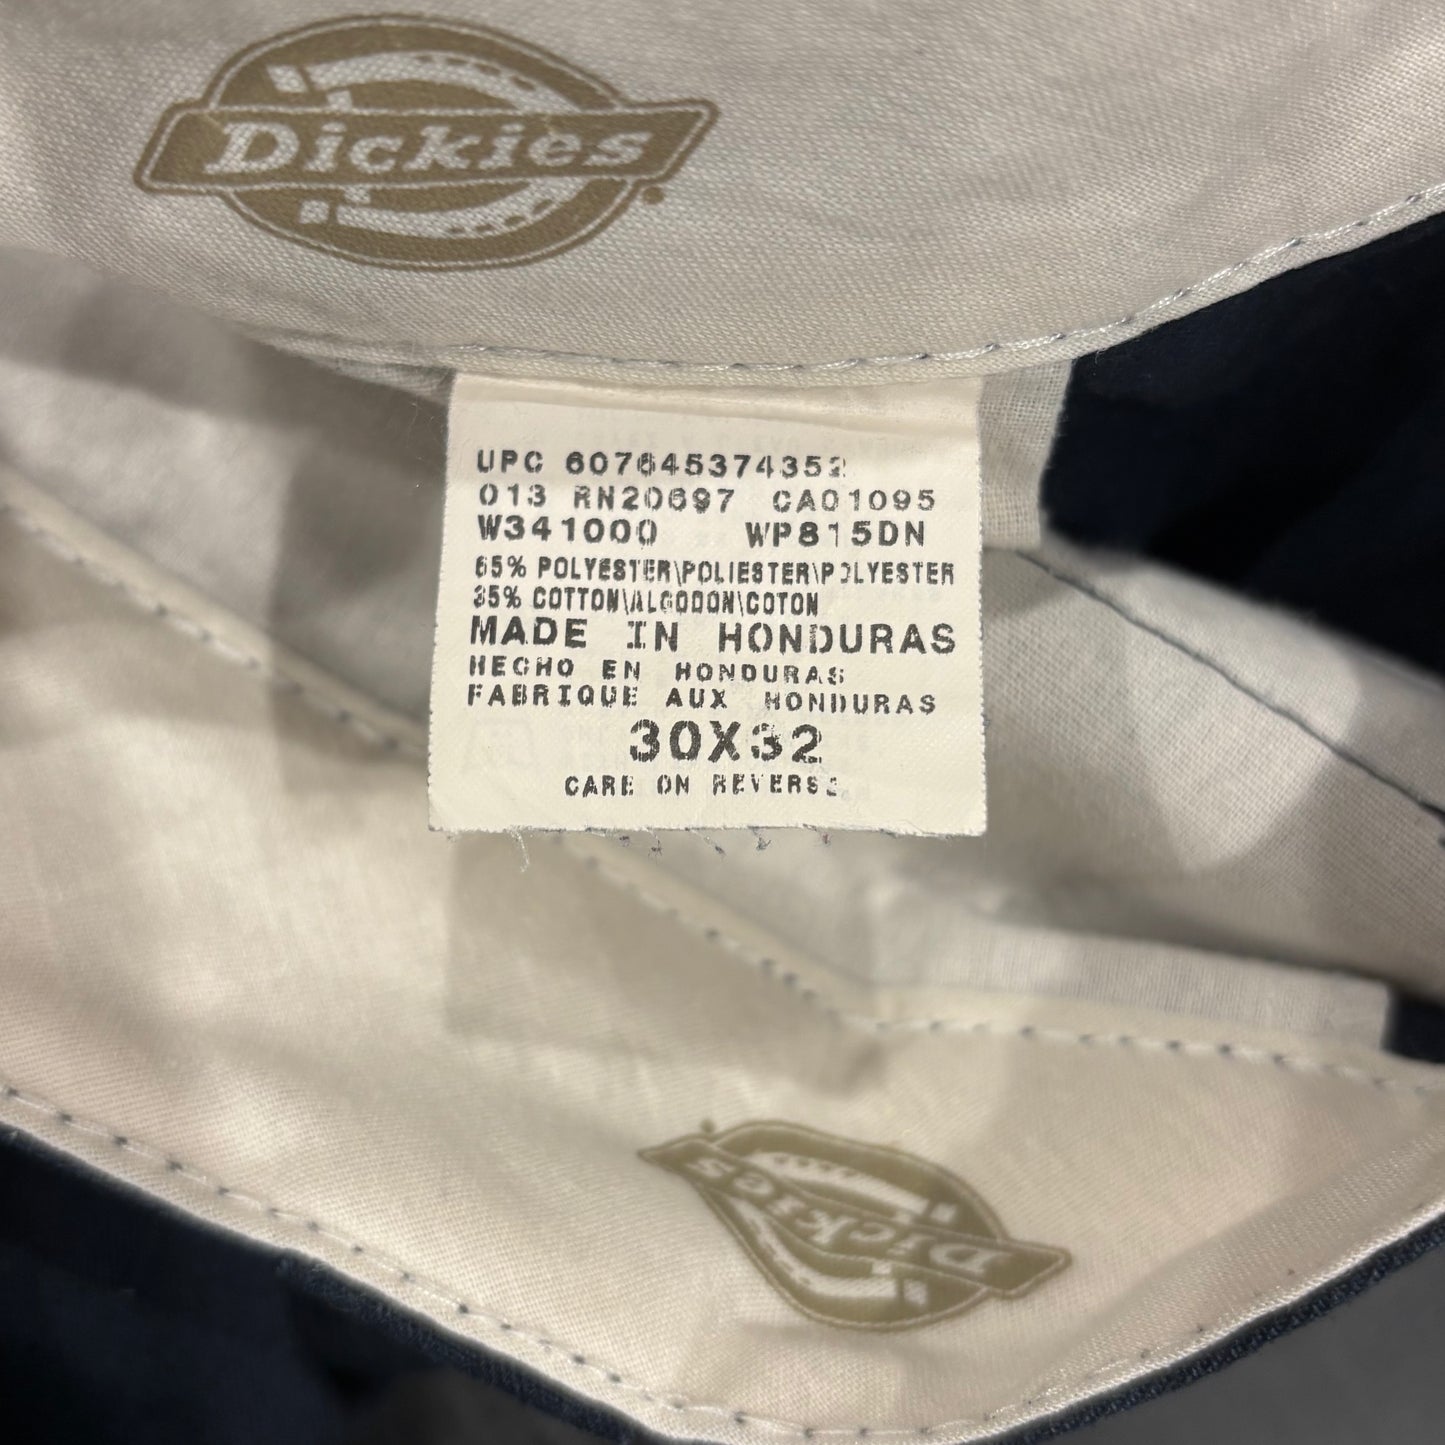 Dickies
UPC 607645374352
013 RN20697 CA01095
W341000 WP815DN
65% POLYESTER\POLIESTER\POLYESTER
35% COTTON\ALGODON\COTON
MADE IN HONDURAS
HECHO EN HONDURAS
FABRIQUE AUX HONDURAS
30X32
CARE ON REVERSE
Dickies